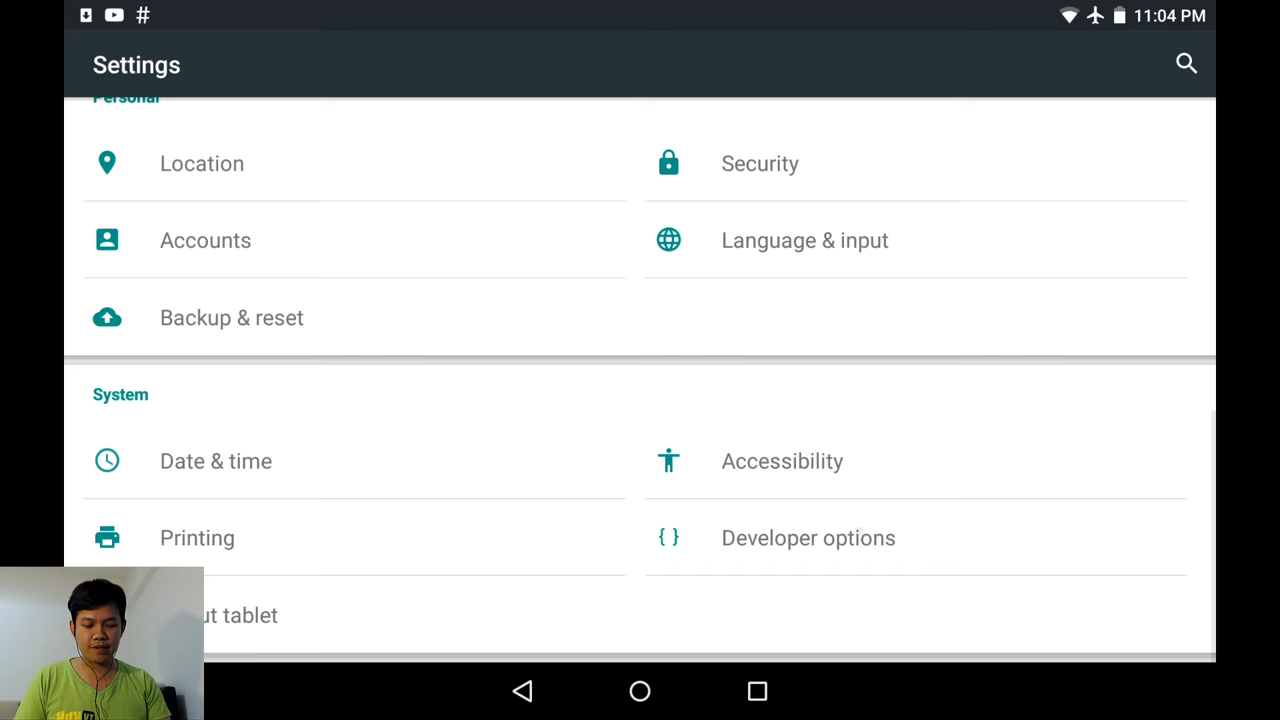 # 11:04 PM
Settings
Personal
Location Security
Accounts Language & input
Backup & reset
System
Date & time Accessibility
Printing { } Developer options
ut tablet